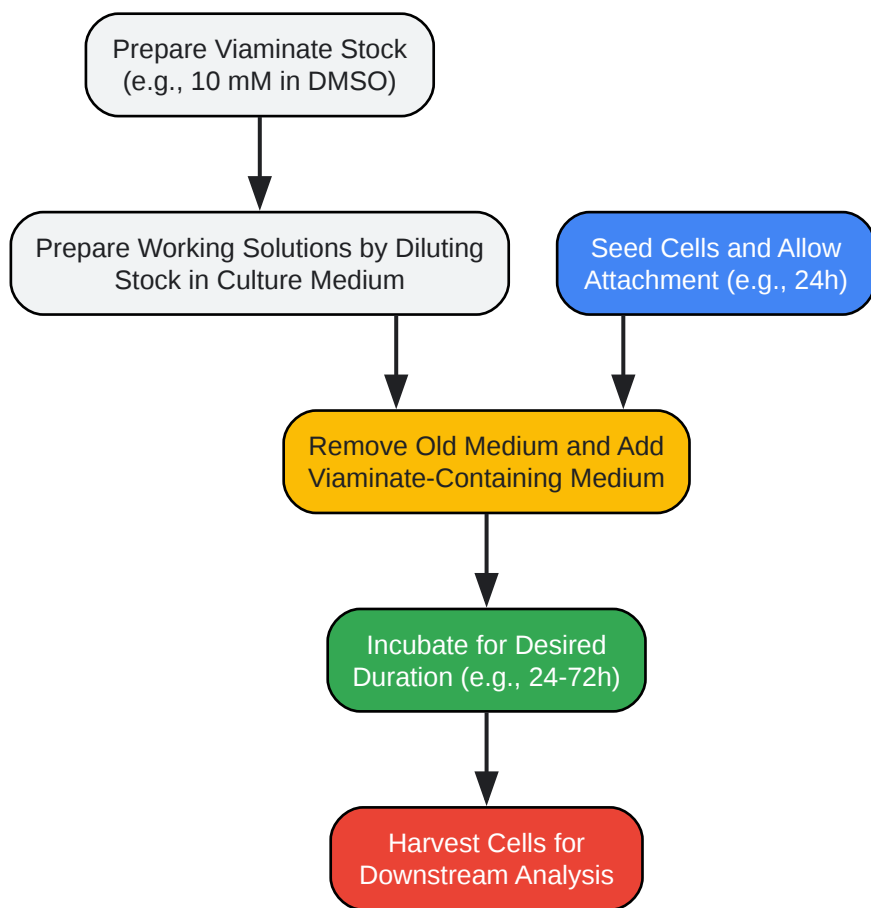 Prepare Viaminate Stock
(e.g., 10 mM in DMSO)
Prepare Working Solutions by Diluting
Stock in Culture Medium
Seed Cells and Allow
Attachment (e.g., 24h)
Remove Old Medium and Add
Viaminate-Containing Medium
Incubate for Desired
Duration (e.g., 24-72h)
Harvest Cells for
Downstream Analysis